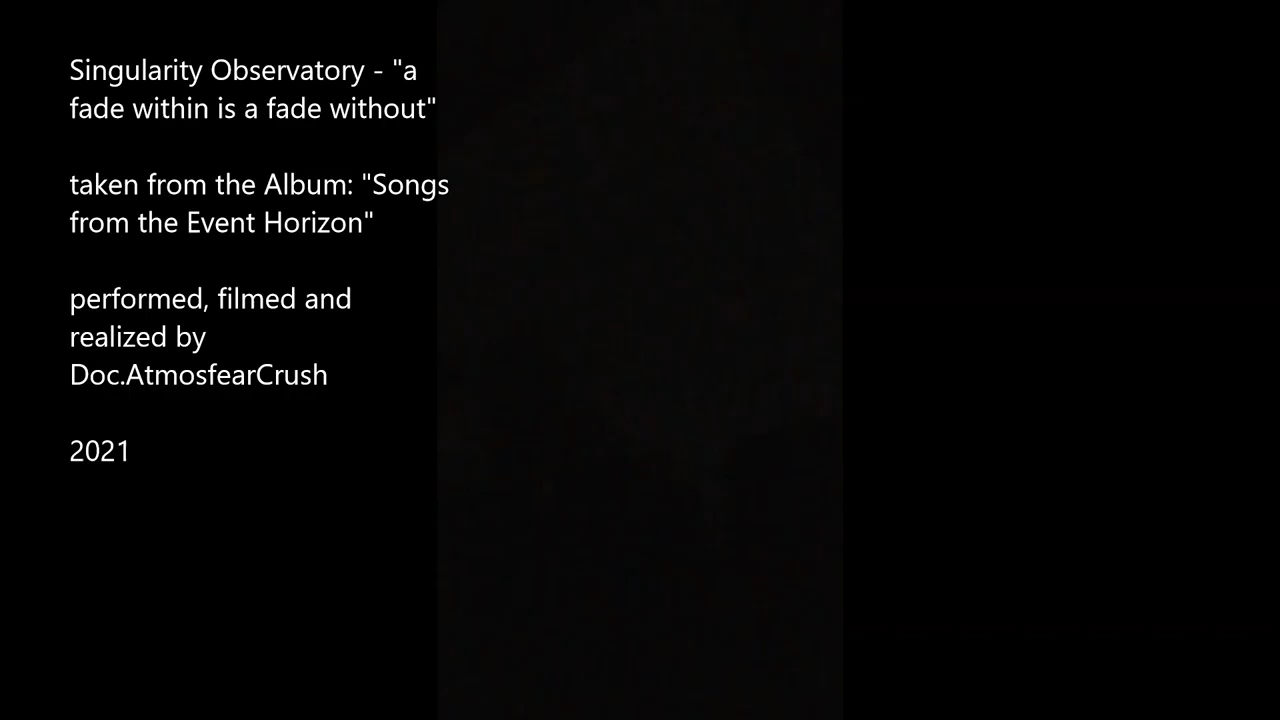 Singularity Observatory - "a
fade within is a fade without"
taken from the Album: "Songs
from the Event Horizon"
performed, filmed and
realized by
Doc.AtmosfearCrush
2021